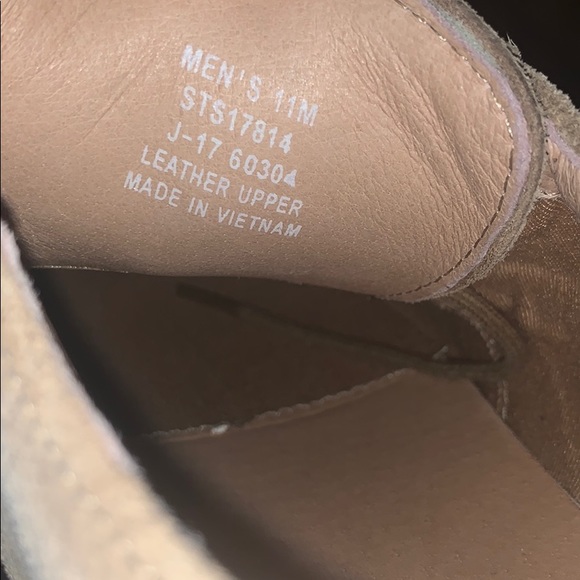 MEN'S 11M
STS17814
J-17 60304
LEATHER UPPER
MADE IN VIETNAM